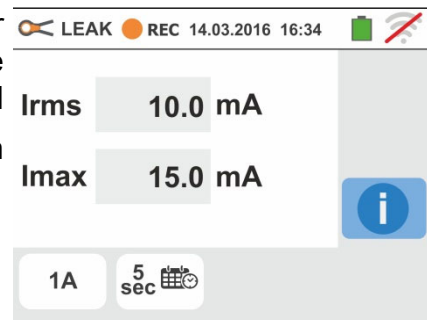 LEAK REC 14.03.2016 16:34
Irms 10.0 mA
Imax 15.0 mA
i
1A 5 sec